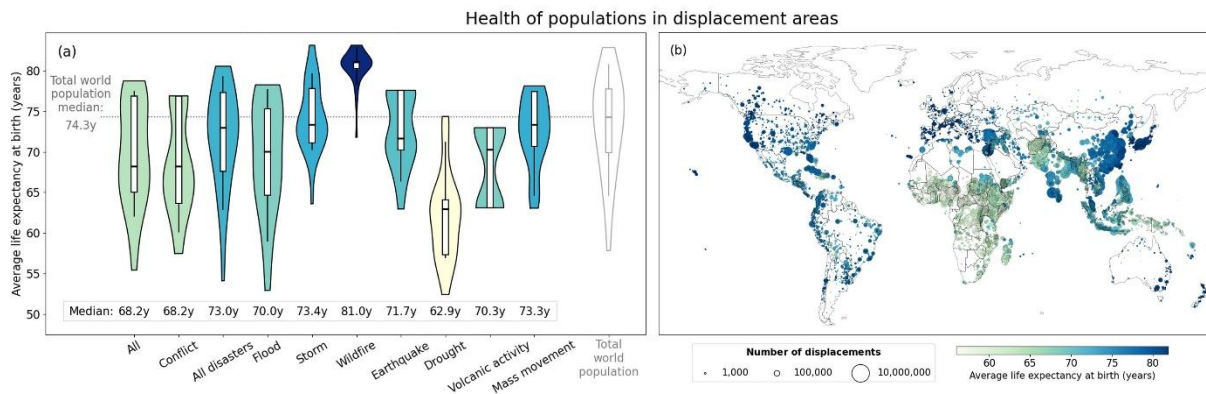 Health of populations in displacement areas
(a)
Average life expectancy at birth (years)
80
75
70
65
60
55
50
Total world
population
median:
74.3y
Median: 68.2y 68.2y 73.0y 70.0y 73.4y 81.0y 71.7y 62.9y 70.3y 73.3y
All
Conflict
All disasters
Flood
Storm
Wildfire
Earthquake
Drought
Volcanic activity
Mass movement
Total
world
population
(b)
Number of displacements
1,000 100,000 10,000,000
60 65 70 75 80
Average life expectancy at birth (years)